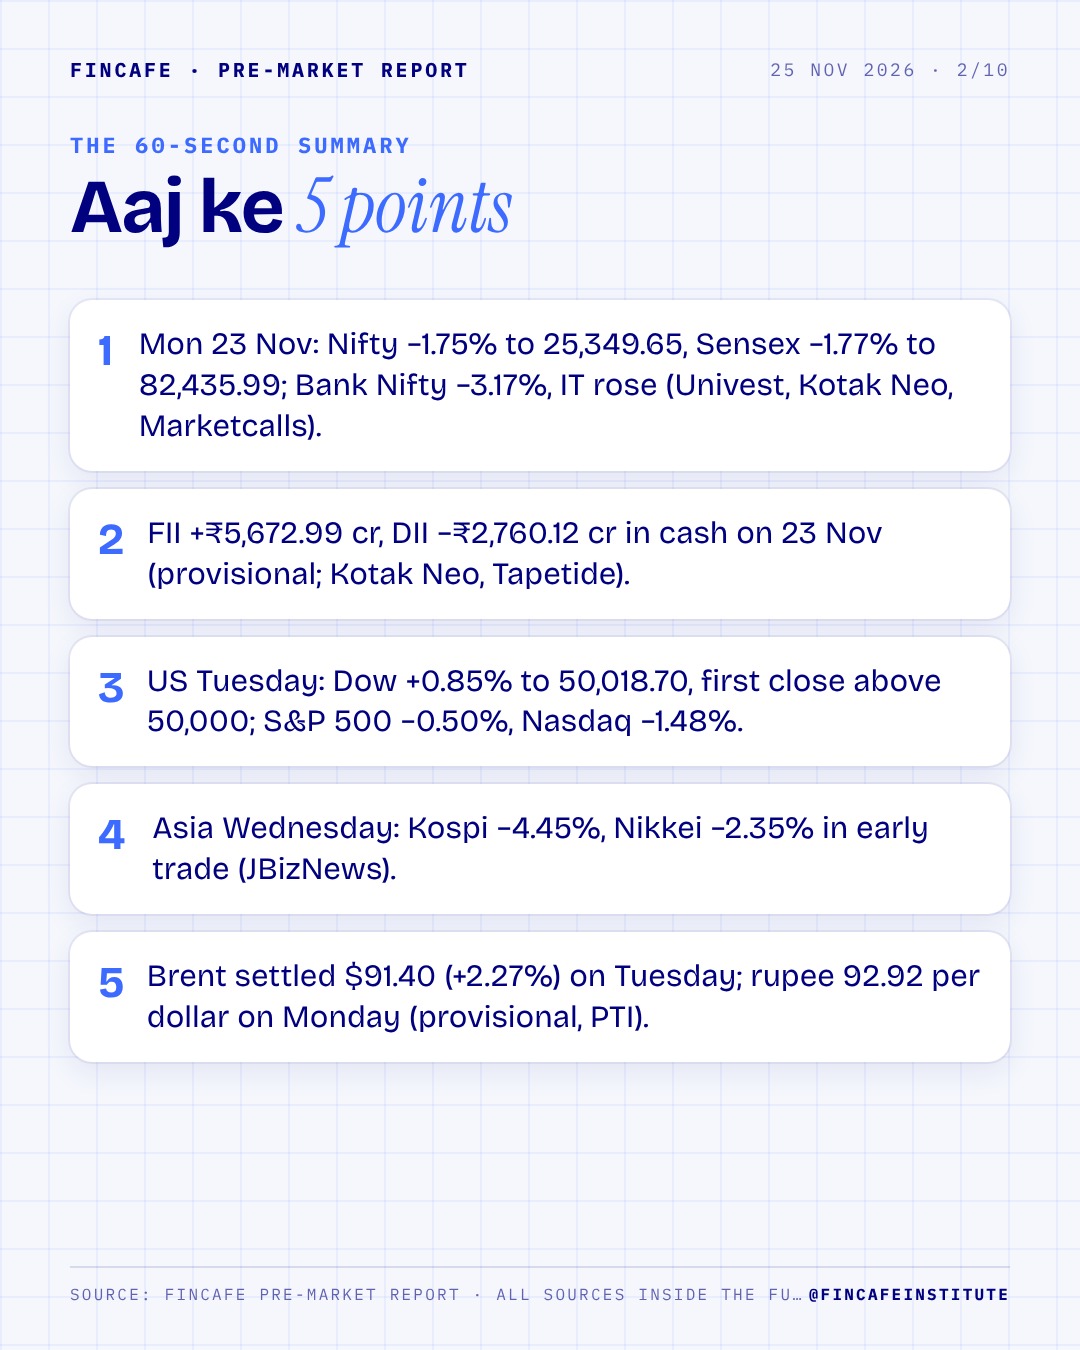 FINCAFE · PRE-MARKET REPORT
25 NOV 2026 · 2/10
THE 60-SECOND SUMMARY
Aaj ke 5 points
1
Mon 23 Nov: Nifty −1.75% to 25,349.65, Sensex −1.77% to
82,435.99; Bank Nifty −3.17%, IT rose (Univest, Kotak Neo,
Marketcalls).
2
FII +₹5,672.99 cr, DII −₹2,760.12 cr in cash on 23 Nov
(provisional; Kotak Neo, Tapetide).
3
US Tuesday: Dow +0.85% to 50,018.70, first close above
50,000; S&P 500 −0.50%, Nasdaq −1.48%.
4
Asia Wednesday: Kospi −4.45%, Nikkei −2.35% in early
trade (JBizNews).
5
Brent settled $91.40 (+2.27%) on Tuesday; rupee 92.92 per
dollar on Monday (provisional, PTI).
SOURCE: FINCAFE PRE-MARKET REPORT · ALL SOURCES INSIDE THE FU… @FINCAFEINSTITUTE